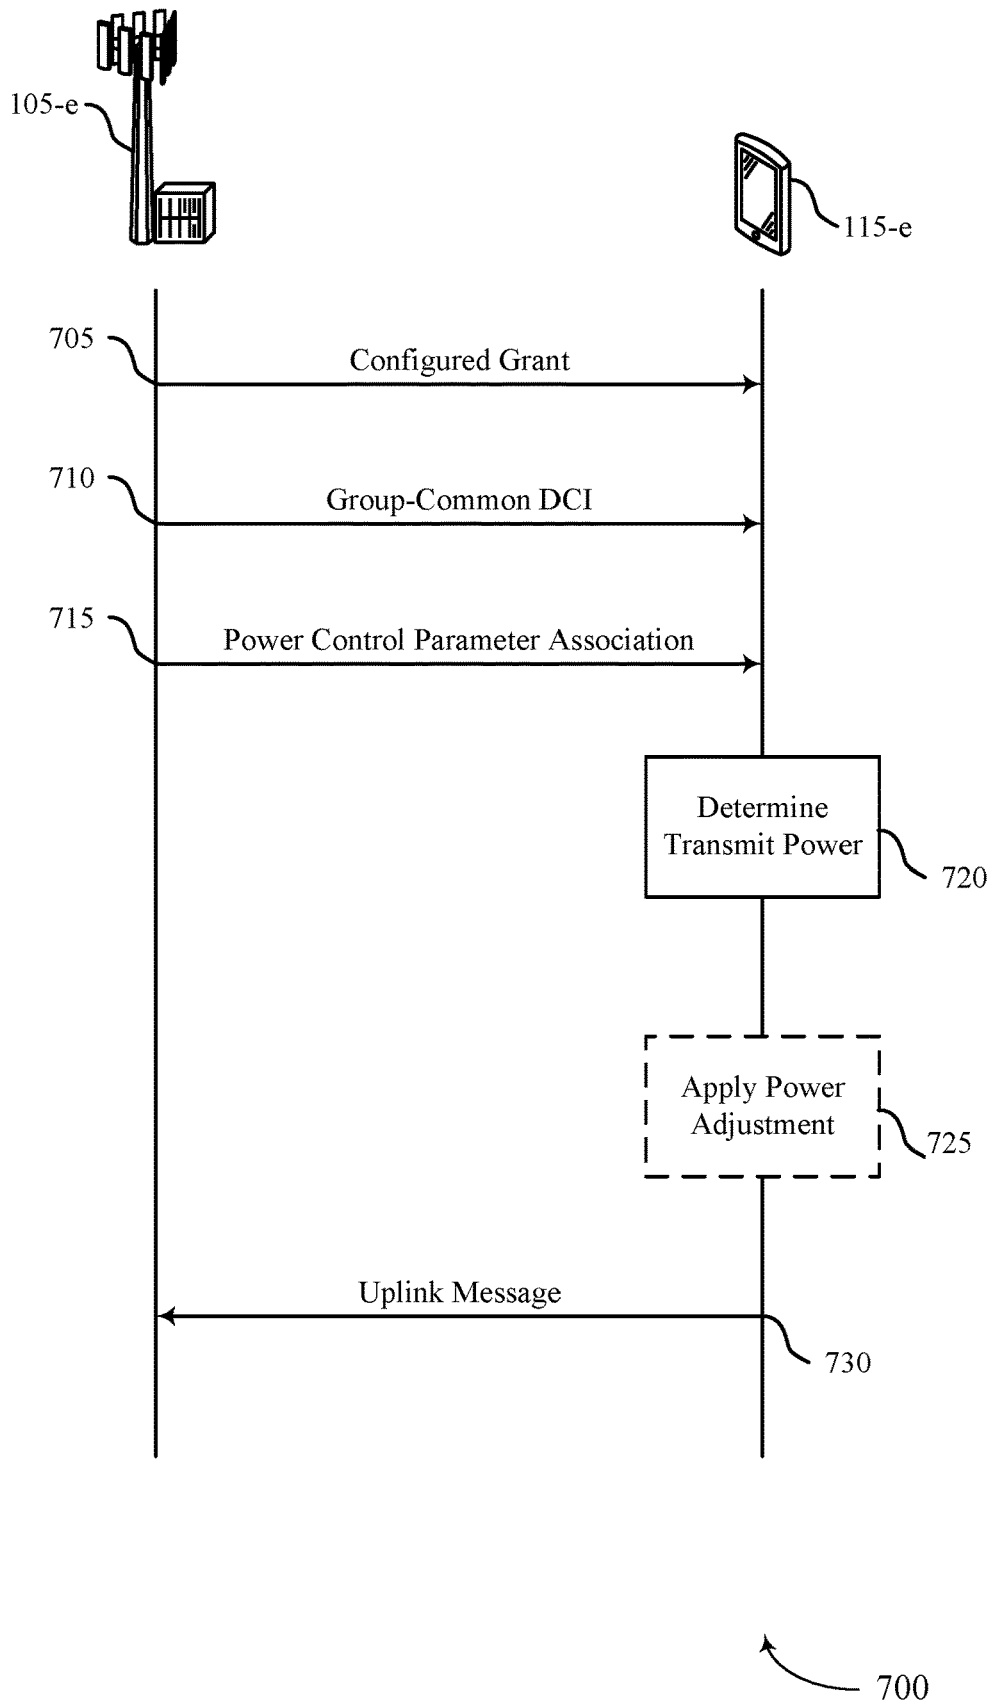 105-e
115-e
705
Configured Grant
710
Group-Common DCI
715
Power Control Parameter Association
Determine
Transmit Power
720
Apply Power
Adjustment
725
Uplink Message
730
700